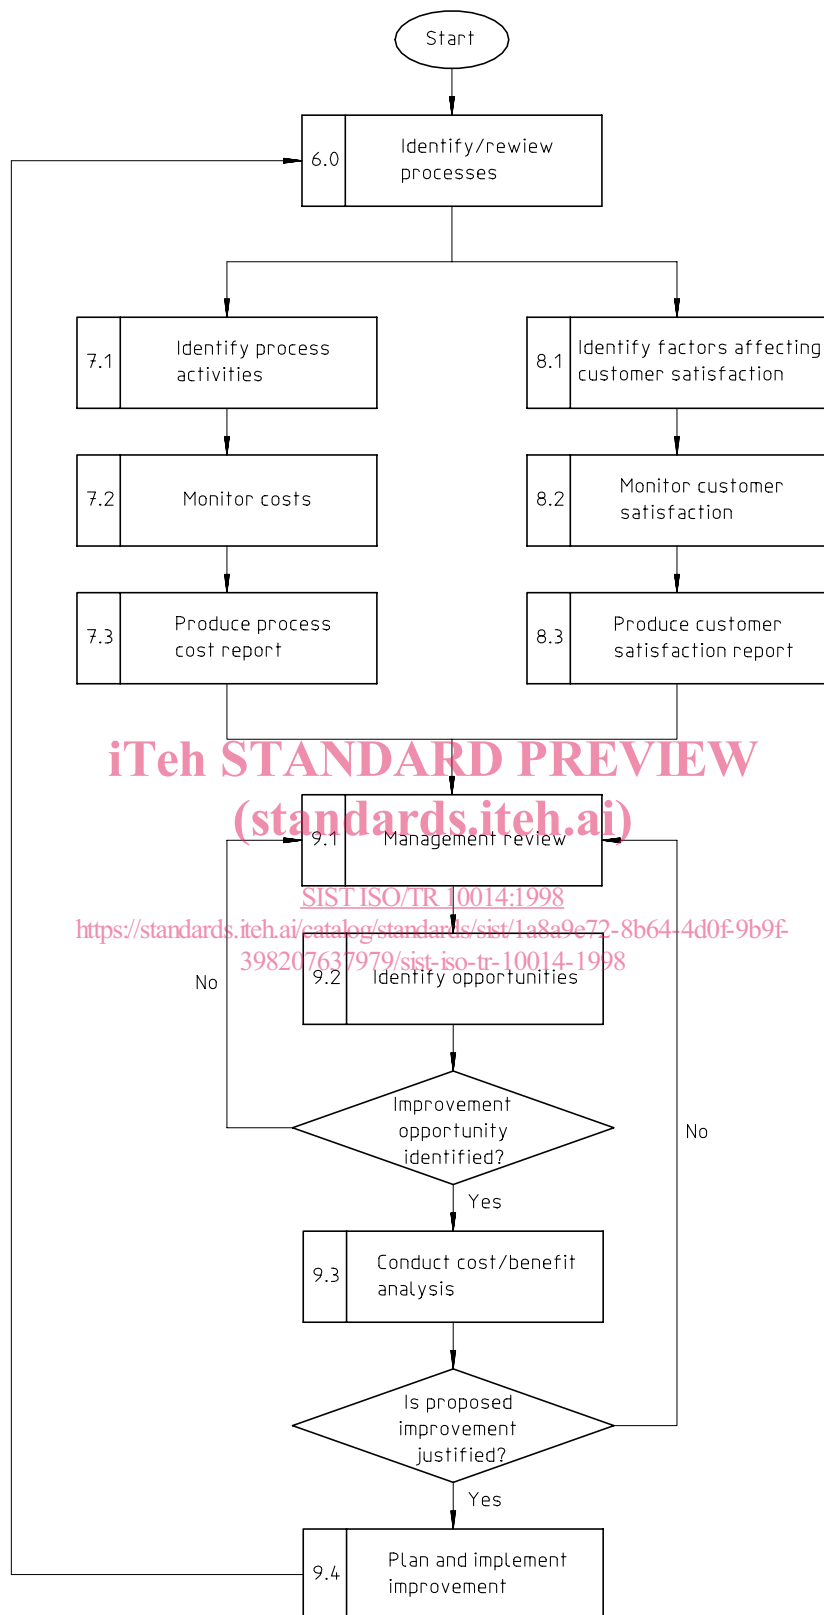 Start
6.0
Identify/rewiew
processes
7.1
Identify process
activities
8.1
Identify factors affecting
customer satisfaction
7.2
Monitor costs
8.2
Monitor customer
satisfaction
7.3
Produce process
cost report
8.3
Produce customer
satisfaction report
iTeh STANDARD PREVIEW
(standards.iteh.ai)
9.1
Management review
SIST ISO/TR 10014:1998
https://standards.iteh.ai/catalog/standards/sist/1a8a9e72-8b64-4d0f-9b9f-
398207637979/sist-iso-tr-10014-1998
9.2
Identify opportunities
No
Improvement
opportunity
identified?
No
Yes
9.3
Conduct cost/benefit
analysis
Is proposed
improvement
justified?
Yes
9.4
Plan and implement
improvement